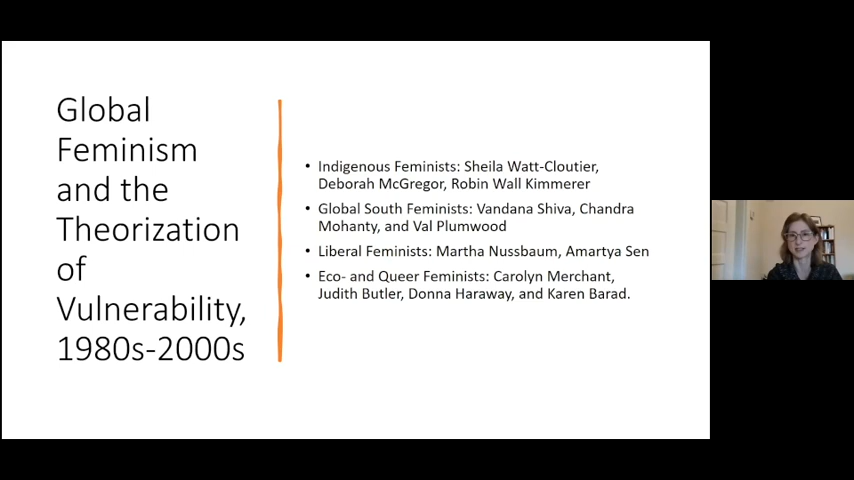 Global
Feminism
and the
Theorization
of
Vulnerability,
1980s-2000s
• Indigenous Feminists: Sheila Watt-Cloutier,
Deborah McGregor, Robin Wall Kimmerer
• Global South Feminists: Vandana Shiva, Chandra
Mohanty, and Val Plumwood
• Liberal Feminists: Martha Nussbaum, Amartya Sen
• Eco- and Queer Feminists: Carolyn Merchant,
Judith Butler, Donna Haraway, and Karen Barad.